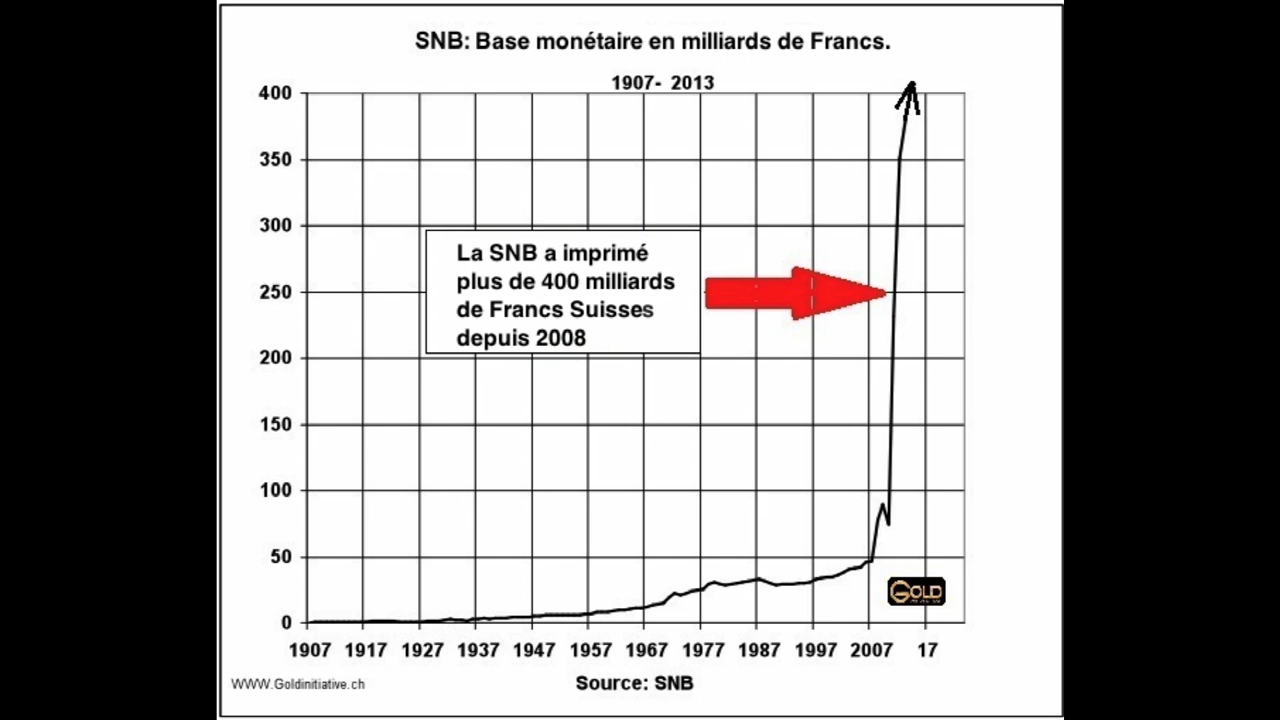 SNB: Base monétaire en milliards de Francs.
1907- 2013
400
350
300
250
200
150
100
50
0
La SNB a imprimé
plus de 400 milliards
de Francs Suisses
depuis 2008
GOLD
1907 1917 1927 1937 1947 1957 1967 1977 1987 1997 2007 17
WWW.Goldinitiative.ch
Source: SNB